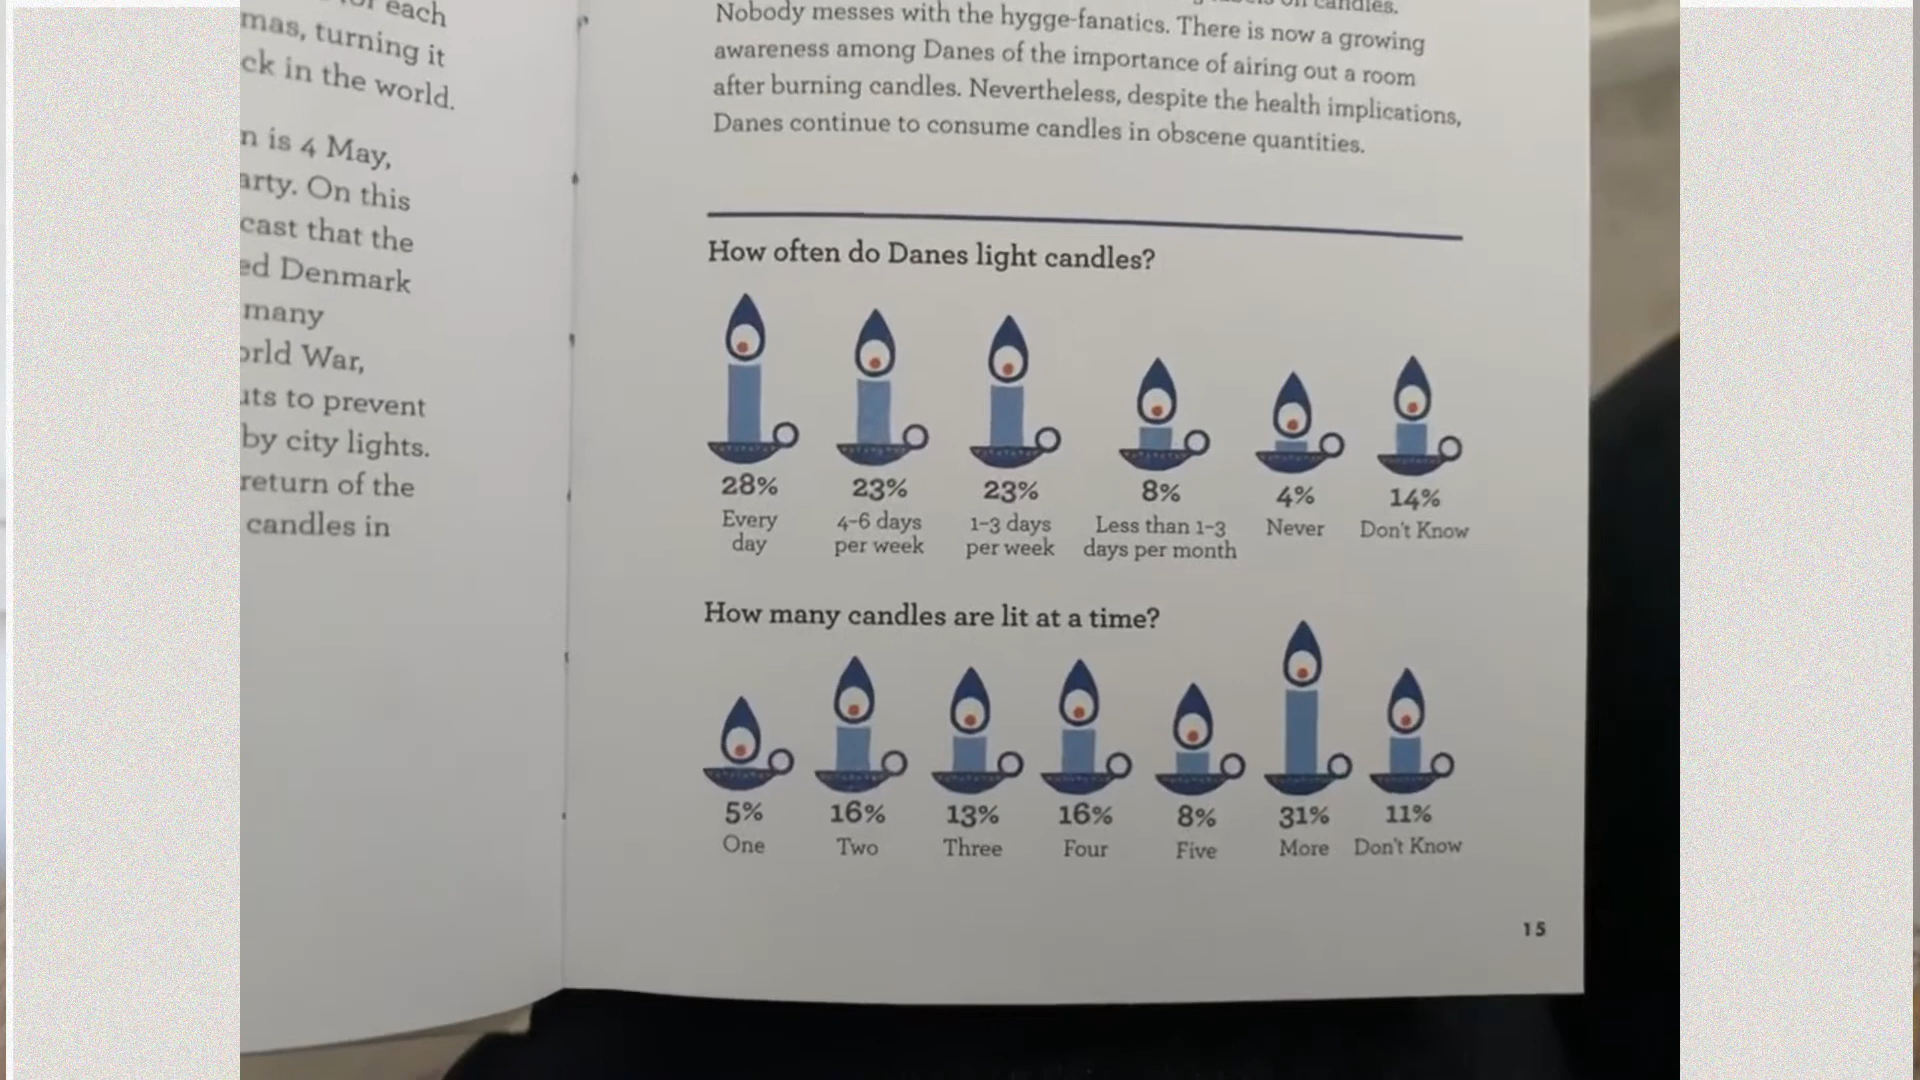 each
mas, turning it
ck in the world.
n is 4 May,
arty. On this
cast that the
ed Denmark
many
orld War,
uts to prevent
by city lights.
return of the
candles in
on candles.
Nobody messes with the hygge-fanatics. There is now a growing
awareness among Danes of the importance of airing out a room
after burning candles. Nevertheless, despite the health implications,
Danes continue to consume candles in obscene quantities.
How often do Danes light candles?
28% 23% 23% 8% 4% 14%
Every 4-6 days 1-3 days Less than 1-3 Never Don't Know
day per week per week days per month
How many candles are lit at a time?
5% 16% 13% 16% 8% 31% 11%
One Two Three Four Five More Don't Know
15